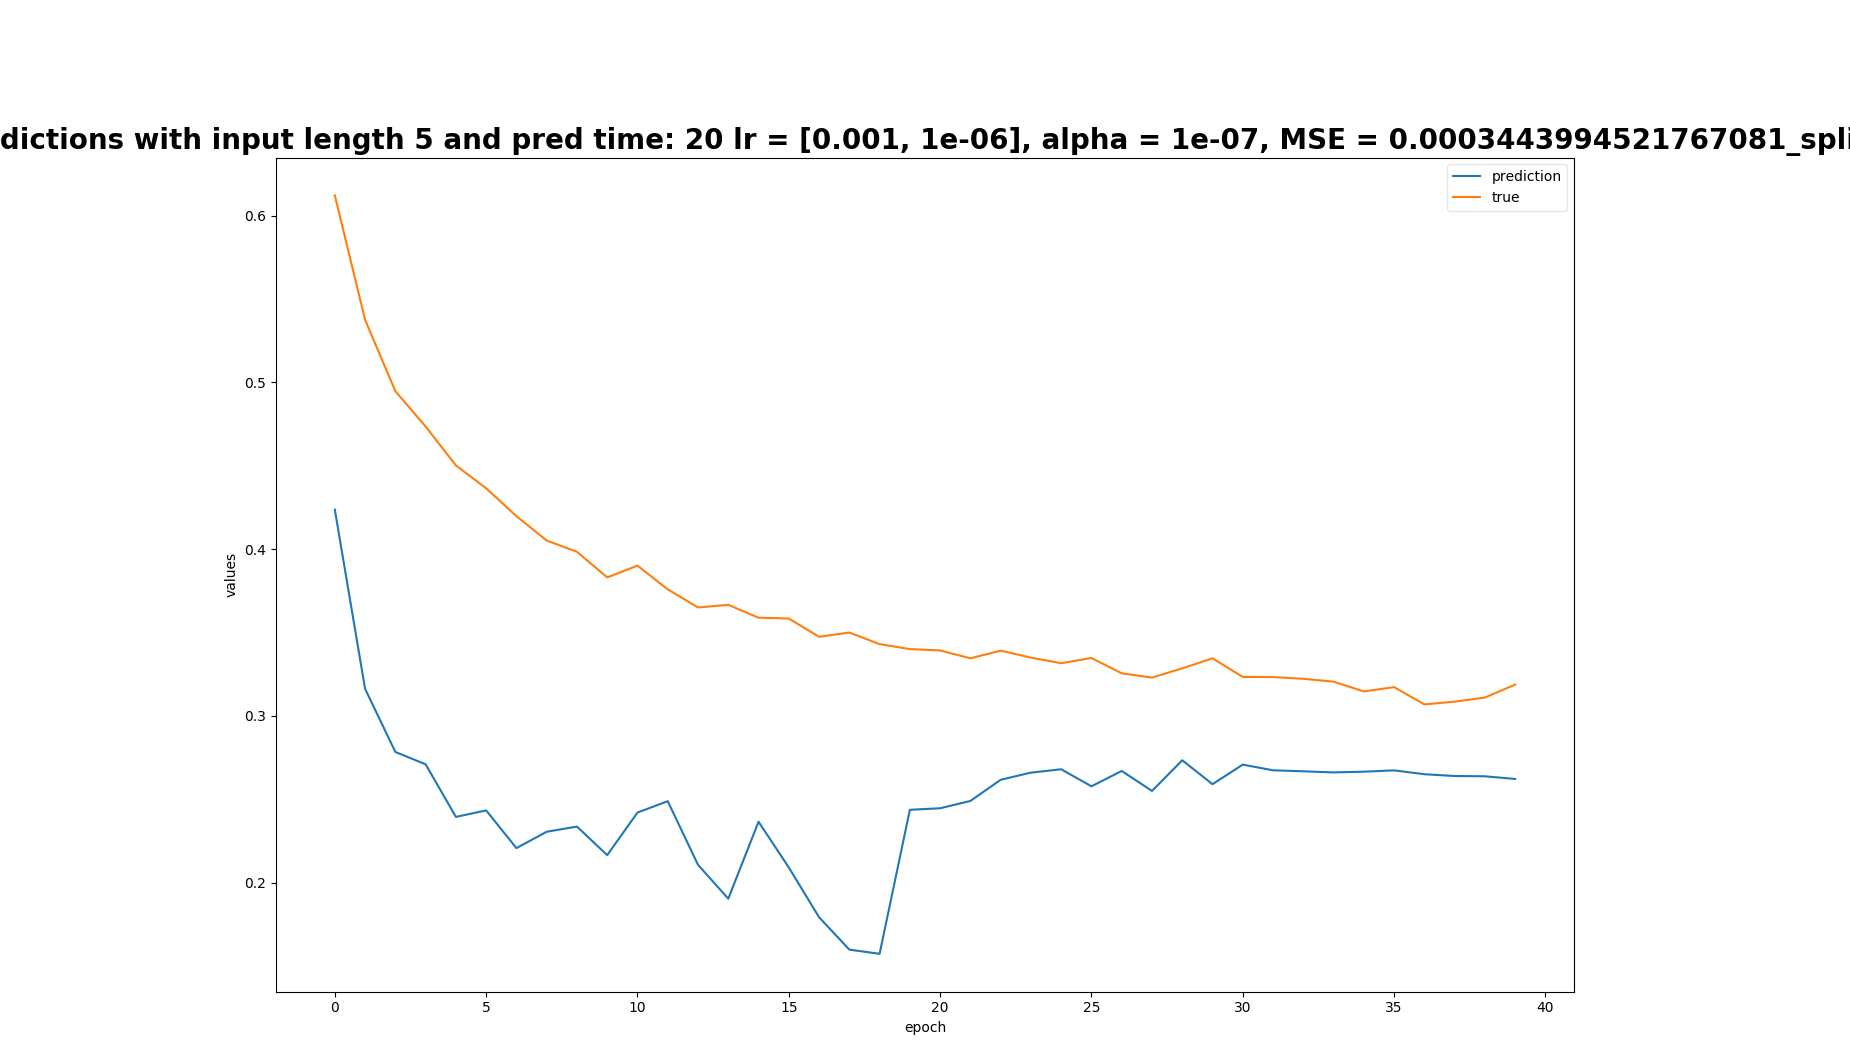 dictions with input length 5 and pred time: 20 lr = [0.001, 1e-06], alpha = 1e-07, MSE = 0.0003443994521767081_spli
prediction
true
0.6
0.5
0.4
0.3
0.2
values
0 5 10 15 20 25 30 35 40
epoch